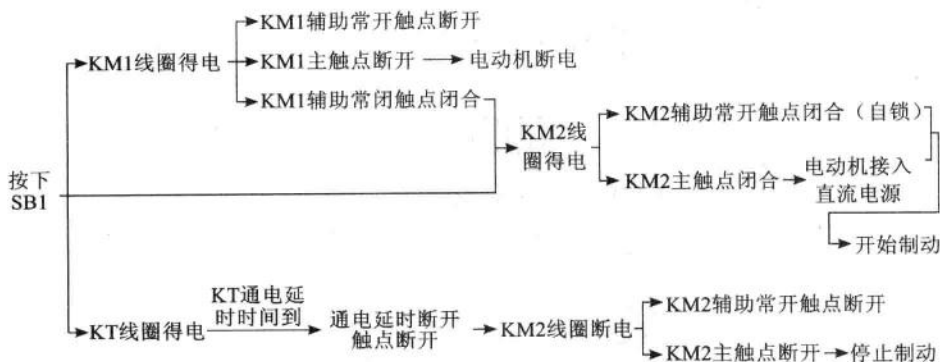 KM1辅助常开触点断开
KM1线圈得电
KM1主触点断开
电动机断电
KM1辅助常闭触点闭合
KM2线
圈得电
KM2辅助常开触点闭合（自锁）
KM2主触点闭合
电动机接入
直流电源
开始制动
按下
SB1
KT线圈得电
KT通电延
时时间到
通电延时断开
触点断开
KM2线圈断电
KM2辅助常开触点断开
KM2主触点断开
停止制动